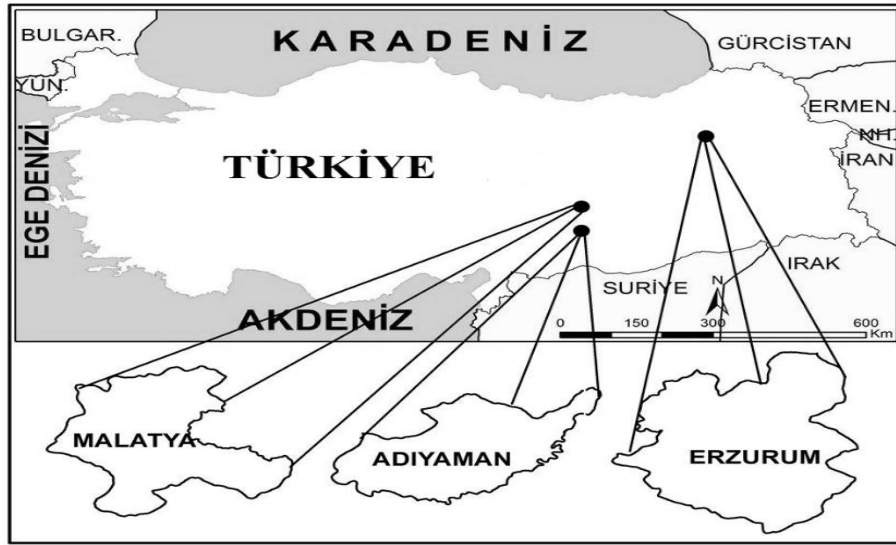 BULGAR.
KARADENİZ
GÜRCİSTAN
YUN.
ERMEN.
NH.
İRAN
EGE DENİZİ
TÜRKİYE
IRAK
SURİYE
N
AKDENİZ
0 150 300 600
Km
MALATYA
ADIYAMAN
ERZURUM